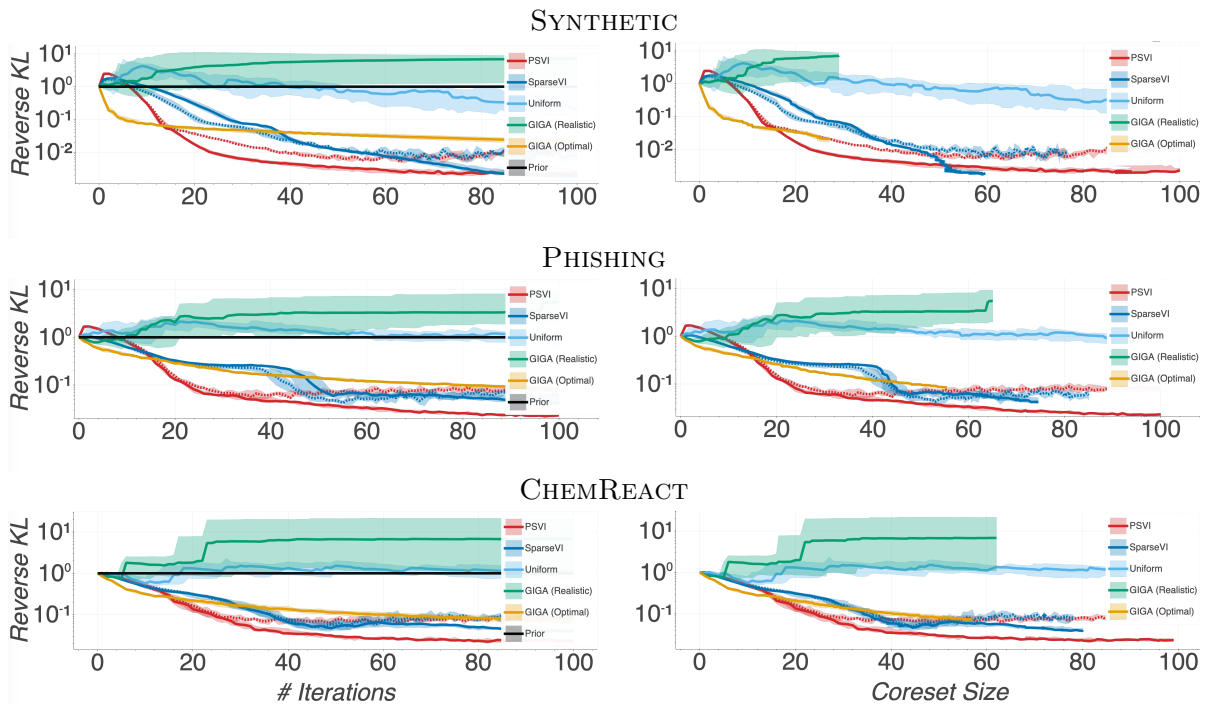 SYNTHETIC
Reverse KL
10^1
10^0
10^-1
10^-2
0 20 40 60 80 100
PSVI
SparseVI
Uniform
GIGA (Realistic)
GIGA (Optimal)
Prior
10^1
10^0
10^-1
10^-2
0 20 40 60 80 100
PSVI
SparseVI
Uniform
GIGA (Realistic)
GIGA (Optimal)
PHISHING
Reverse KL
10^1
10^0
10^-1
0 20 40 60 80 100
PSVI
SparseVI
Uniform
GIGA (Realistic)
GIGA (Optimal)
Prior
10^1
10^0
10^-1
0 20 40 60 80 100
PSVI
SparseVI
Uniform
GIGA (Realistic)
GIGA (Optimal)
CHEMREACT
Reverse KL
10^1
10^0
10^-1
0 20 40 60 80 100
# Iterations
PSVI
SparseVI
Uniform
GIGA (Realistic)
GIGA (Optimal)
Prior
10^1
10^0
10^-1
0 20 40 60 80 100
Coreset Size
PSVI
SparseVI
Uniform
GIGA (Realistic)
GIGA (Optimal)